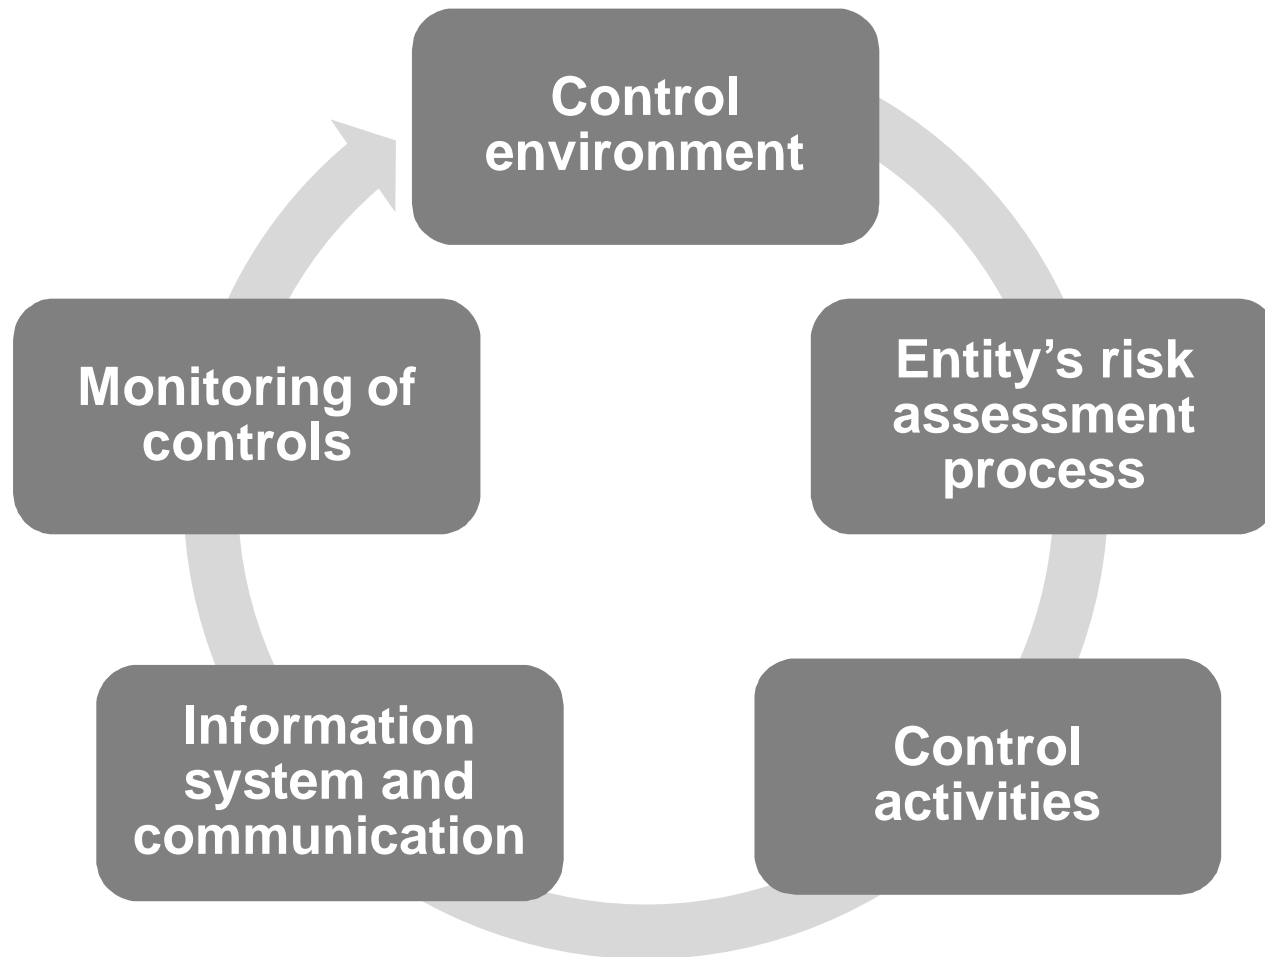 Control
environment
Entity’s risk
assessment
process
Control
activities
Information
system and
communication
Monitoring of
controls